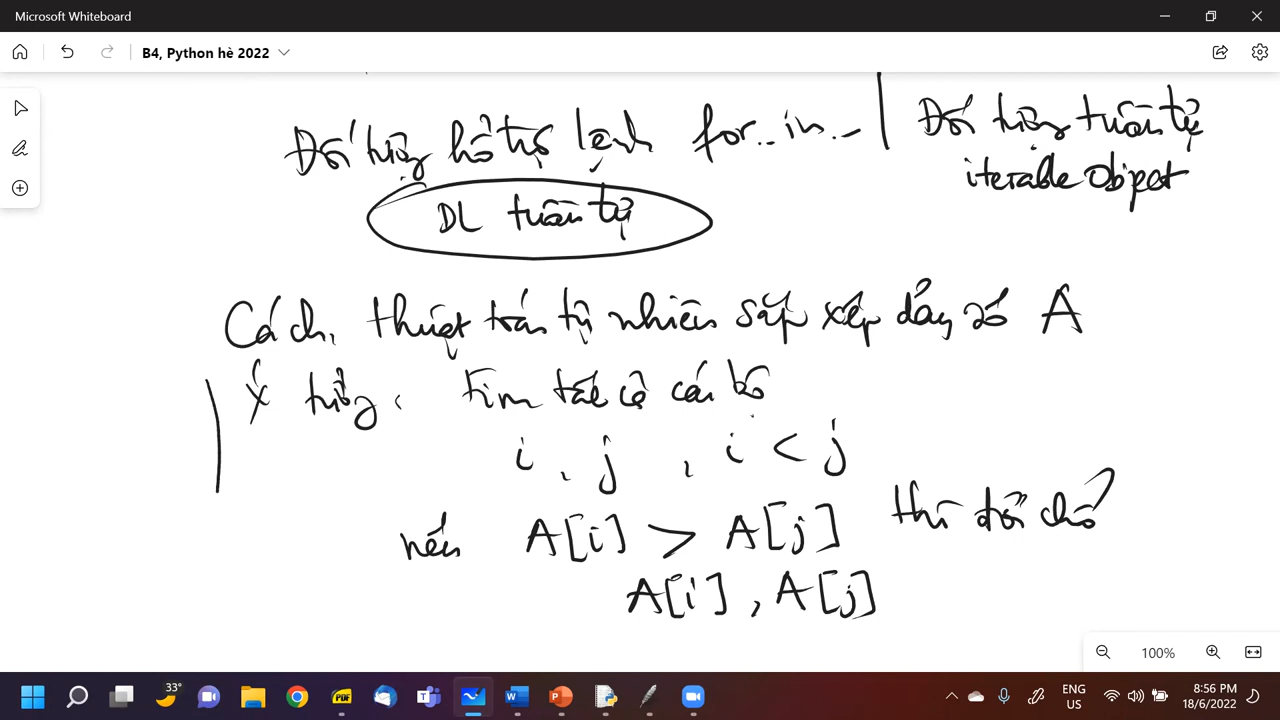 Microsoft Whiteboard
B4, Python hè 2022
Đối tượng hỗ trợ lệnh for..in..
Đối tượng tuần tự
iterable Object
DL tuần tự
Cách, thuật toán tự nhiên sắp xếp dãy số A
Ý tưởng: tìm tất cả các bộ
i, j, i < j
nếu A[i] > A[j] thì đổi chỗ
A[i], A[j]
100%
33°
ENG
US
8:56 PM
18/6/2022